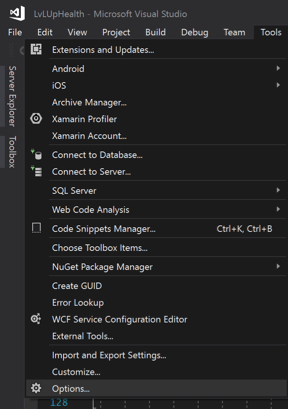 LvLUpHealth - Microsoft Visual Studio
File Edit View Project Build Debug Team Tools
Server Explorer
Toolbox
Extensions and Updates...
Android
iOS
Archive Manager...
Xamarin Profiler
Xamarin Account...
Connect to Database...
Connect to Server...
SQL Server
Web Code Analysis
Code Snippets Manager... Ctrl+K, Ctrl+B
Choose Toolbox Items...
NuGet Package Manager
Create GUID
Error Lookup
WCF Service Configuration Editor
External Tools...
Import and Export Settings...
Customize...
Options...
128